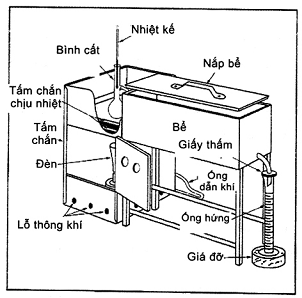 Nhiệt kế
Bình cất
Nắp bể
Tấm chắn
chịu nhiệt
Tấm
chắn
Bể
Giấy thấm
Đèn
Ống
dẫn khí
Ống hứng
Lỗ thông khí
Giá đỡ